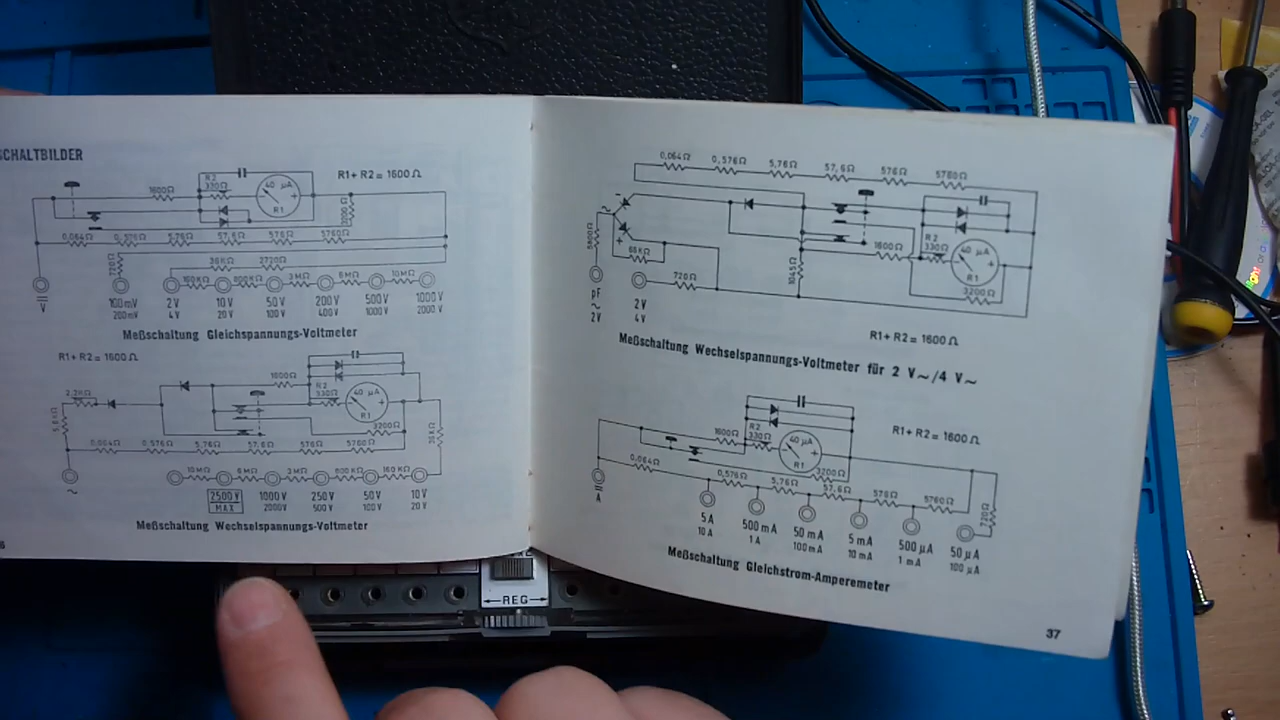 SCHALTBILDER
R1+ R2 = 1600 Ω
1600Ω
R2
330Ω
40 µA
R1
0,064Ω 0,576Ω 5,76Ω 57,6Ω 576Ω 5760Ω
720Ω
36KΩ 2720Ω
160KΩ 800KΩ 3MΩ 6MΩ 10MΩ
V
100 mV 2 V 10 V 50 V 200 V 500 V 1000 V
200 mV 4 V 20 V 100 V 400 V 1000 V 2000 V
Meßschaltung Gleichspannungs-Voltmeter
R1+ R2 = 1600 Ω
1600Ω
R2
330Ω
40 µA
R1
3200Ω
0,064Ω 0,576Ω 5,76Ω 57,6Ω 576Ω 5760Ω
10MΩ 6MΩ 3MΩ 800KΩ 160KΩ
~
2500 V 1000 V 250 V 50 V 10 V
MAX 2000V 500 V 100 V 20 V
Meßschaltung Wechselspannungs-Voltmeter
6
0,064Ω 0,576Ω 5,76Ω 57,6Ω 576Ω 5760Ω
1600Ω
R2
330Ω
40 µA
R1
3200Ω
720Ω
pF
~
2V
2 V
4 V
R1+ R2 = 1600 Ω
Meßschaltung Wechselspannungs-Voltmeter für 2 V~/4 V~
R1+ R2 = 1600 Ω
1600Ω
R2
330Ω
40 µA
R1
3200Ω
0,064Ω 0,576Ω 5,76Ω 57,6Ω 576Ω 5760Ω
720Ω
A
5 A 500 mA 50 mA 5 mA 500 µA 50 µA
10 A 1 A 100 mA 10 mA 1 mA 100 µA
Meßschaltung Gleichstrom-Amperemeter
37
REG